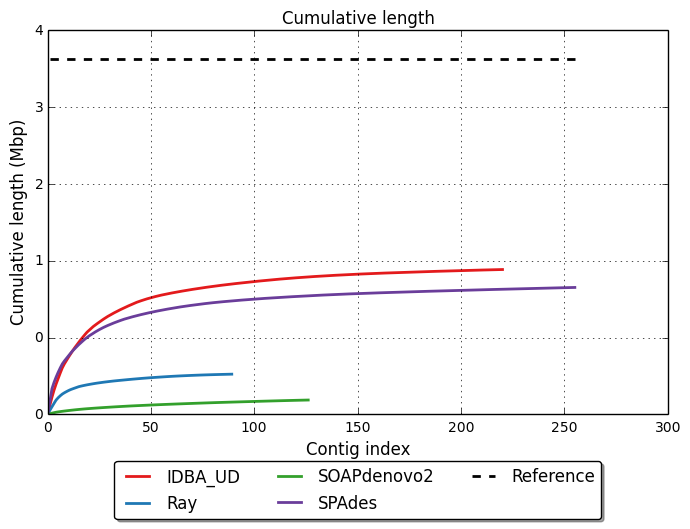 Cumulative length
4
3
2
1
0
0
Cumulative length (Mbp)
0 50 100 150 200 250 300
Contig index
IDBA_UD SOAPdenovo2 Reference
Ray SPAdes